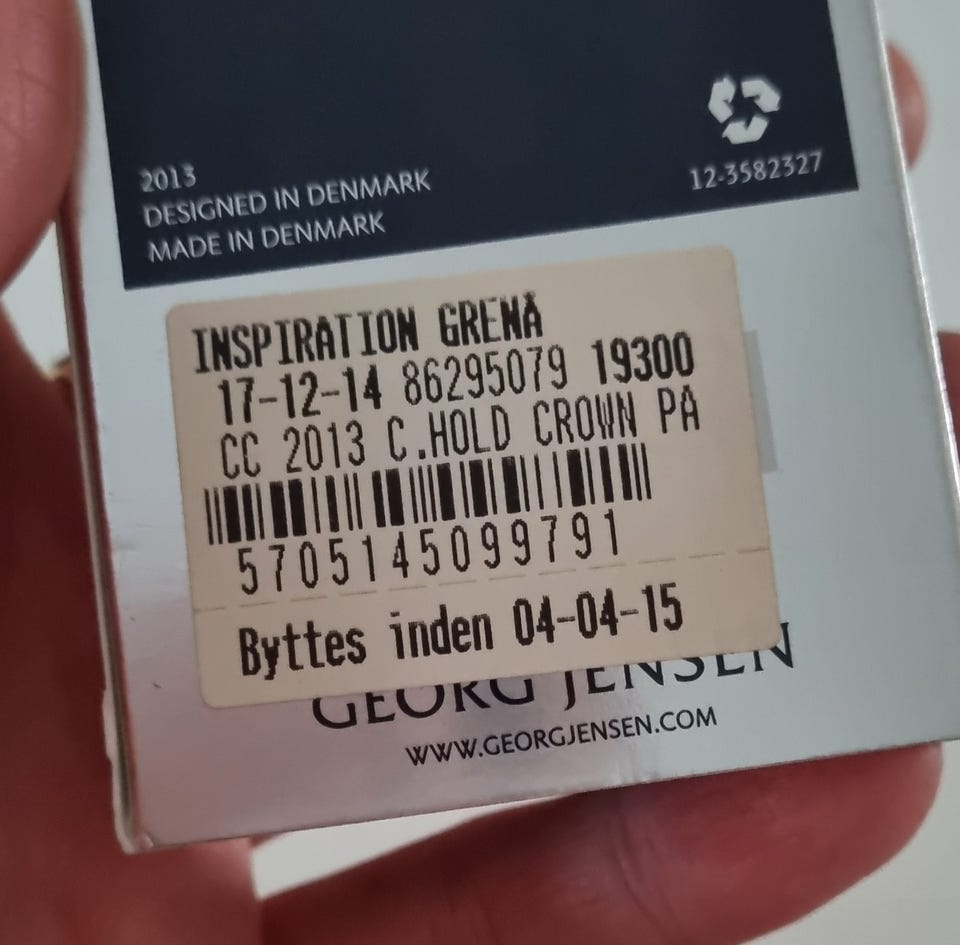 2013
DESIGNED IN DENMARK
MADE IN DENMARK
12-3582327
INSPIRATION GRENÅ
17-12-14 86295079 19300
CC 2013 C.HOLD CROWN PA
5705145099791
Byttes inden 04-04-15
GEORG JENSEN
WWW.GEORGJENSEN.COM